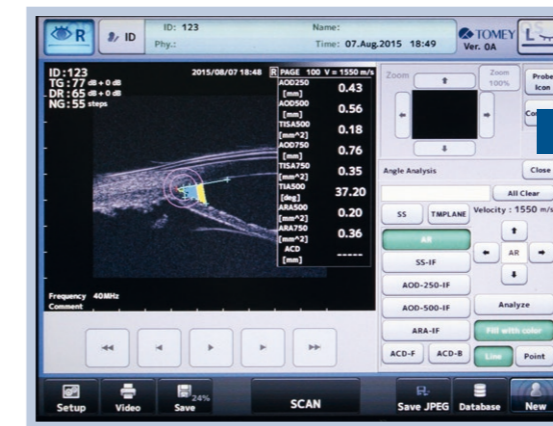 R
ID
ID: 123
Name:
Phy.:
Time: 07.Aug.2015 18:49
TOMEY
Ver. 0A
ID:123
TG:77 dB + 0 dB
DR:65 dB + 0 dB
NG:55 steps
2015/08/07 18:48 R PAGE 100 V = 1550 m/s
AOD250
[mm] 0.43
AOD500
[mm] 0.56
TISA500
[mm^2] 0.18
AOD750
[mm] 0.76
TISA750
[mm^2] 0.35
TIA500
[deg] 37.20
ARA500
[mm^2] 0.20
ARA750
[mm^2] 0.36
ACD
[mm] -----
Frequency 40MHz
Comment
Zoom
Zoom
100%
Probe
Icon
Angle Analysis
Close
All Clear
SS
TMPLANE
Velocity : 1550 m/s
AR
AR
SS-IF
AOD-250-IF
AOD-500-IF
Analyze
ARA-IF
Fill with color
ACD-F
ACD-B
Line
Point
Setup
Video
24%
Save
SCAN
Save JPEG
Database
New